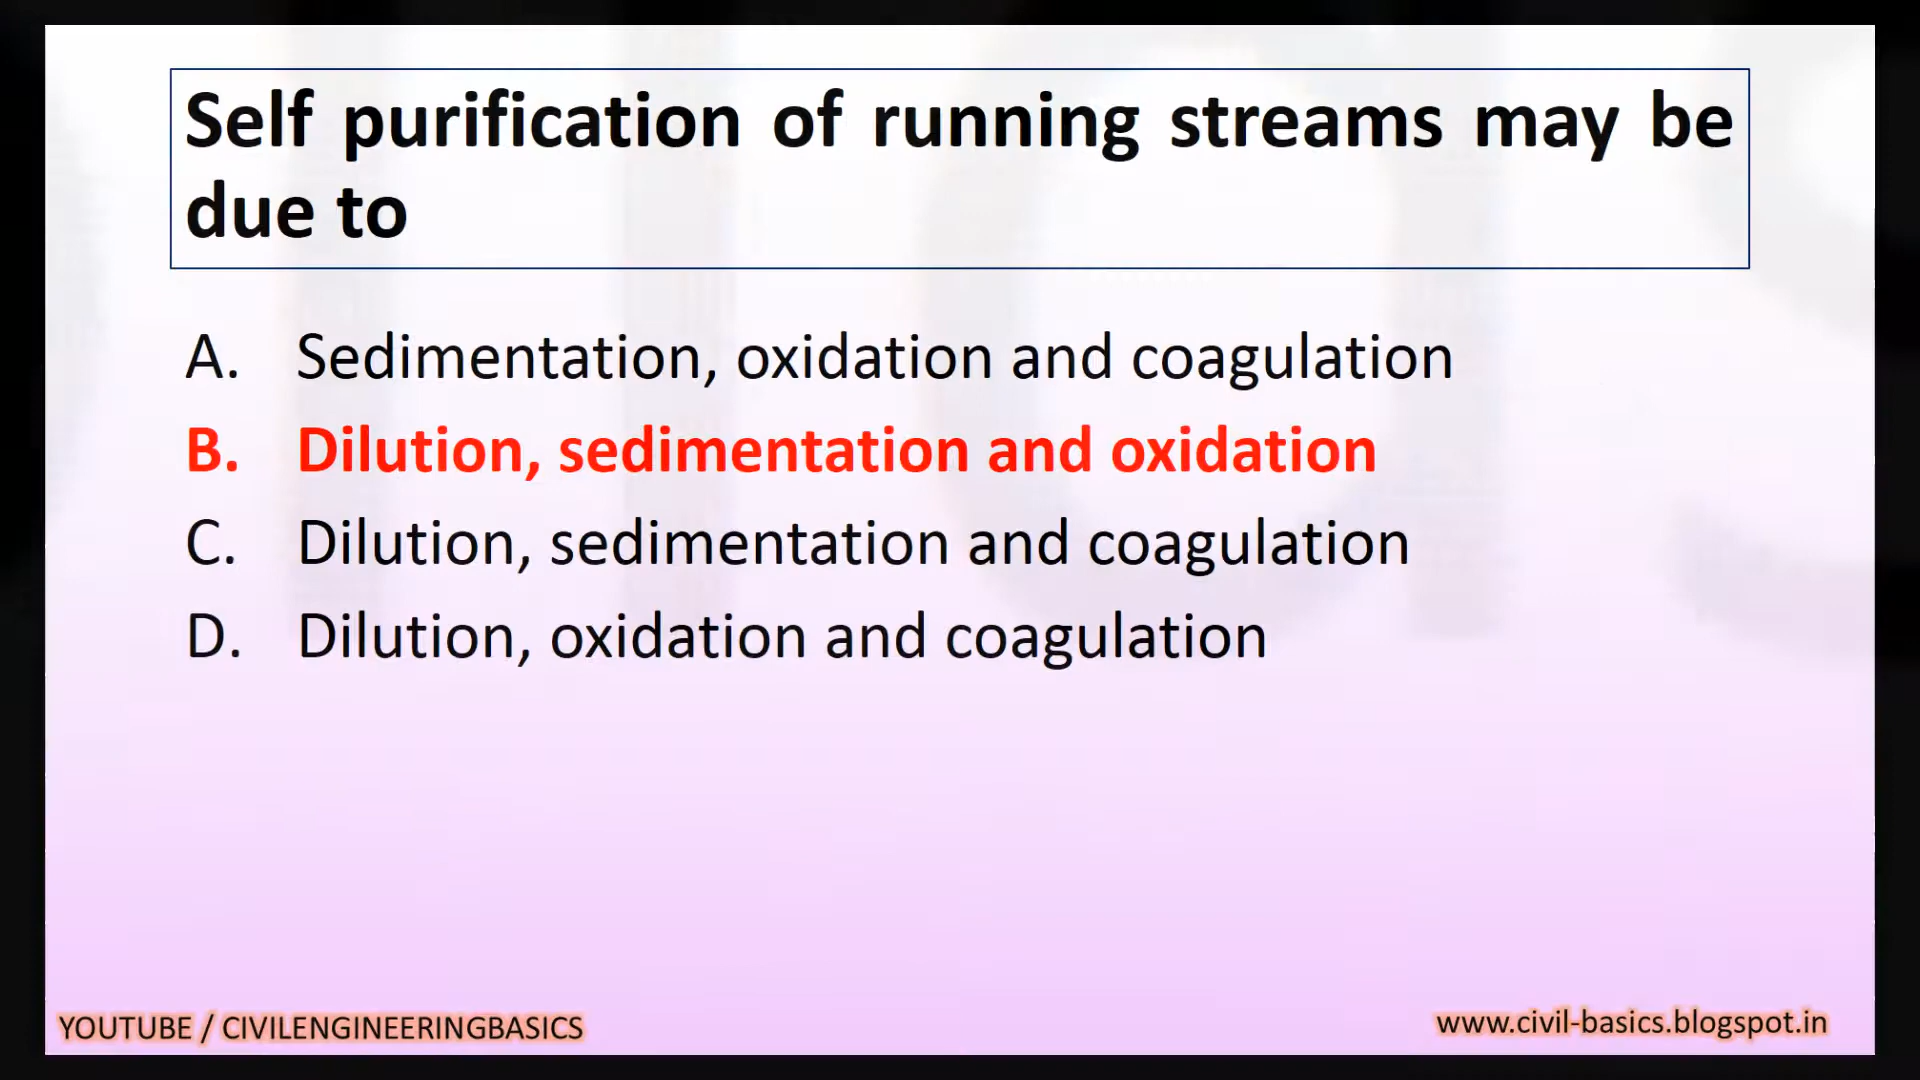 Self purification of running streams may be
due to
A. Sedimentation, oxidation and coagulation
B. Dilution, sedimentation and oxidation
C. Dilution, sedimentation and coagulation
D. Dilution, oxidation and coagulation
YOUTUBE / CIVILENGINEERINGBASICS
www.civil-basics.blogspot.in